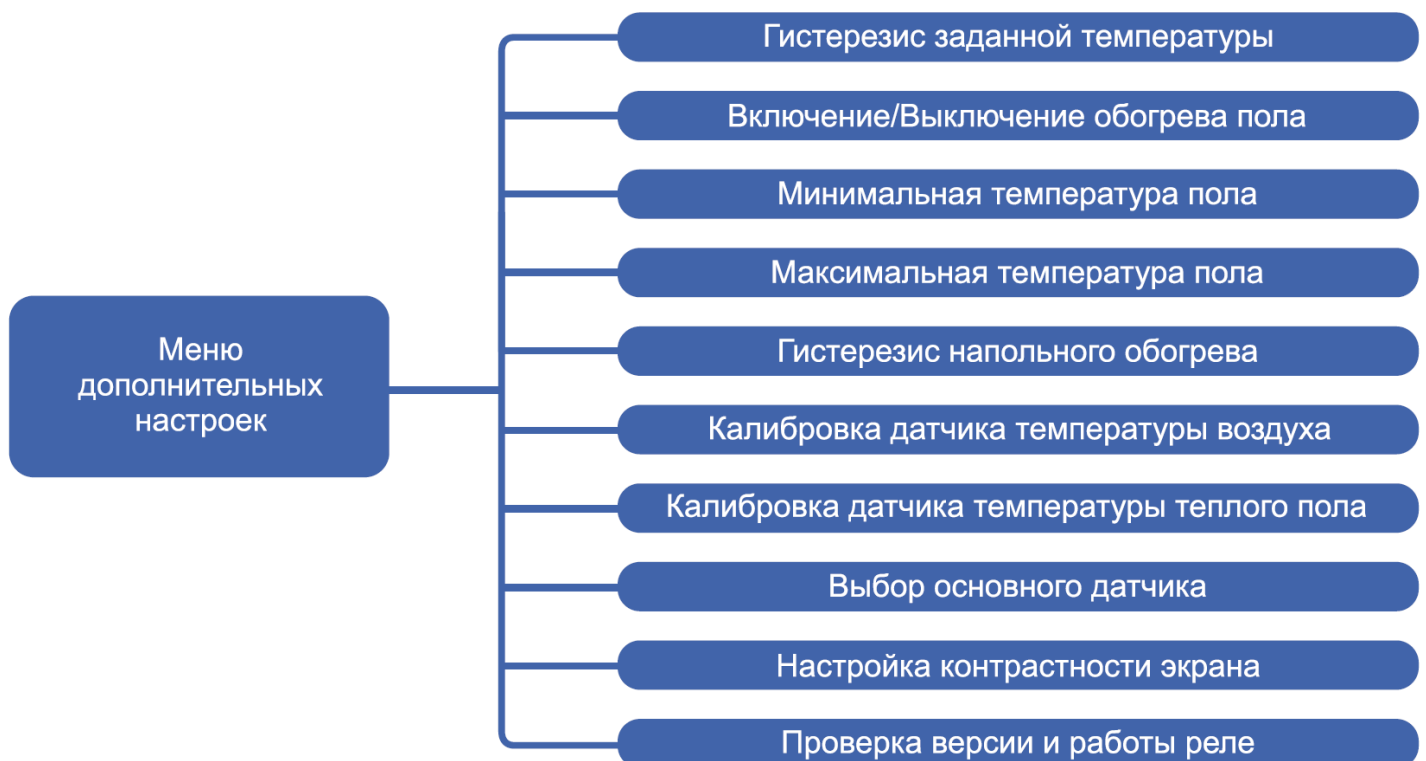 Гистерезис заданной температуры
Включение/Выключение обогрева пола
Минимальная температура пола
Максимальная температура пола
Меню
дополнительных
настроек
Гистерезис напольного обогрева
Калибровка датчика температуры воздуха
Калибровка датчика температуры теплого пола
Выбор основного датчика
Настройка контрастности экрана
Проверка версии и работы реле